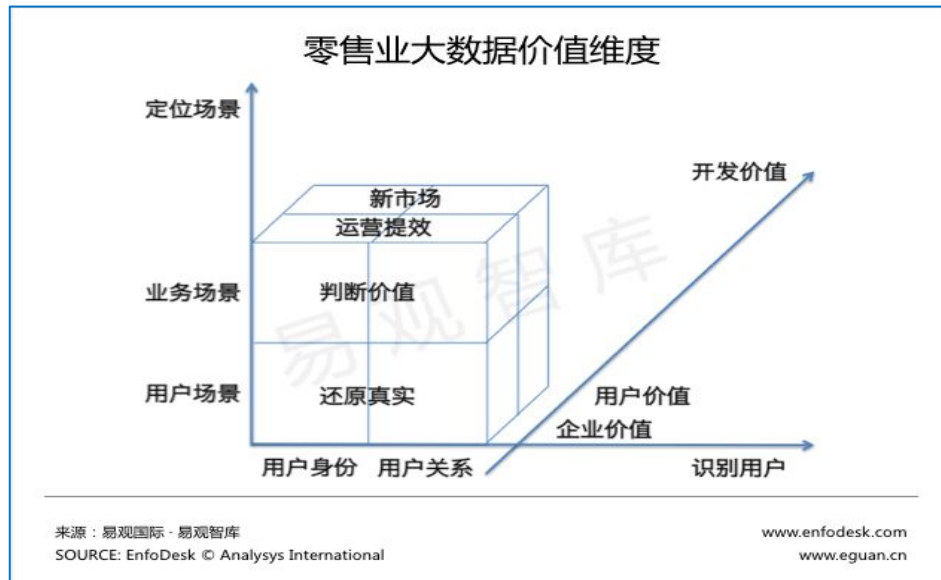 零售业大数据价值维度
定位场景
开发价值
新市场
运营提效
业务场景
判断价值
易观智库
用户场景
还原真实
用户价值
企业价值
用户身份 用户关系
识别用户
来源：易观国际 · 易观智库
www.enfodesk.com
SOURCE: EnfoDesk © Analysys International
www.eguan.cn